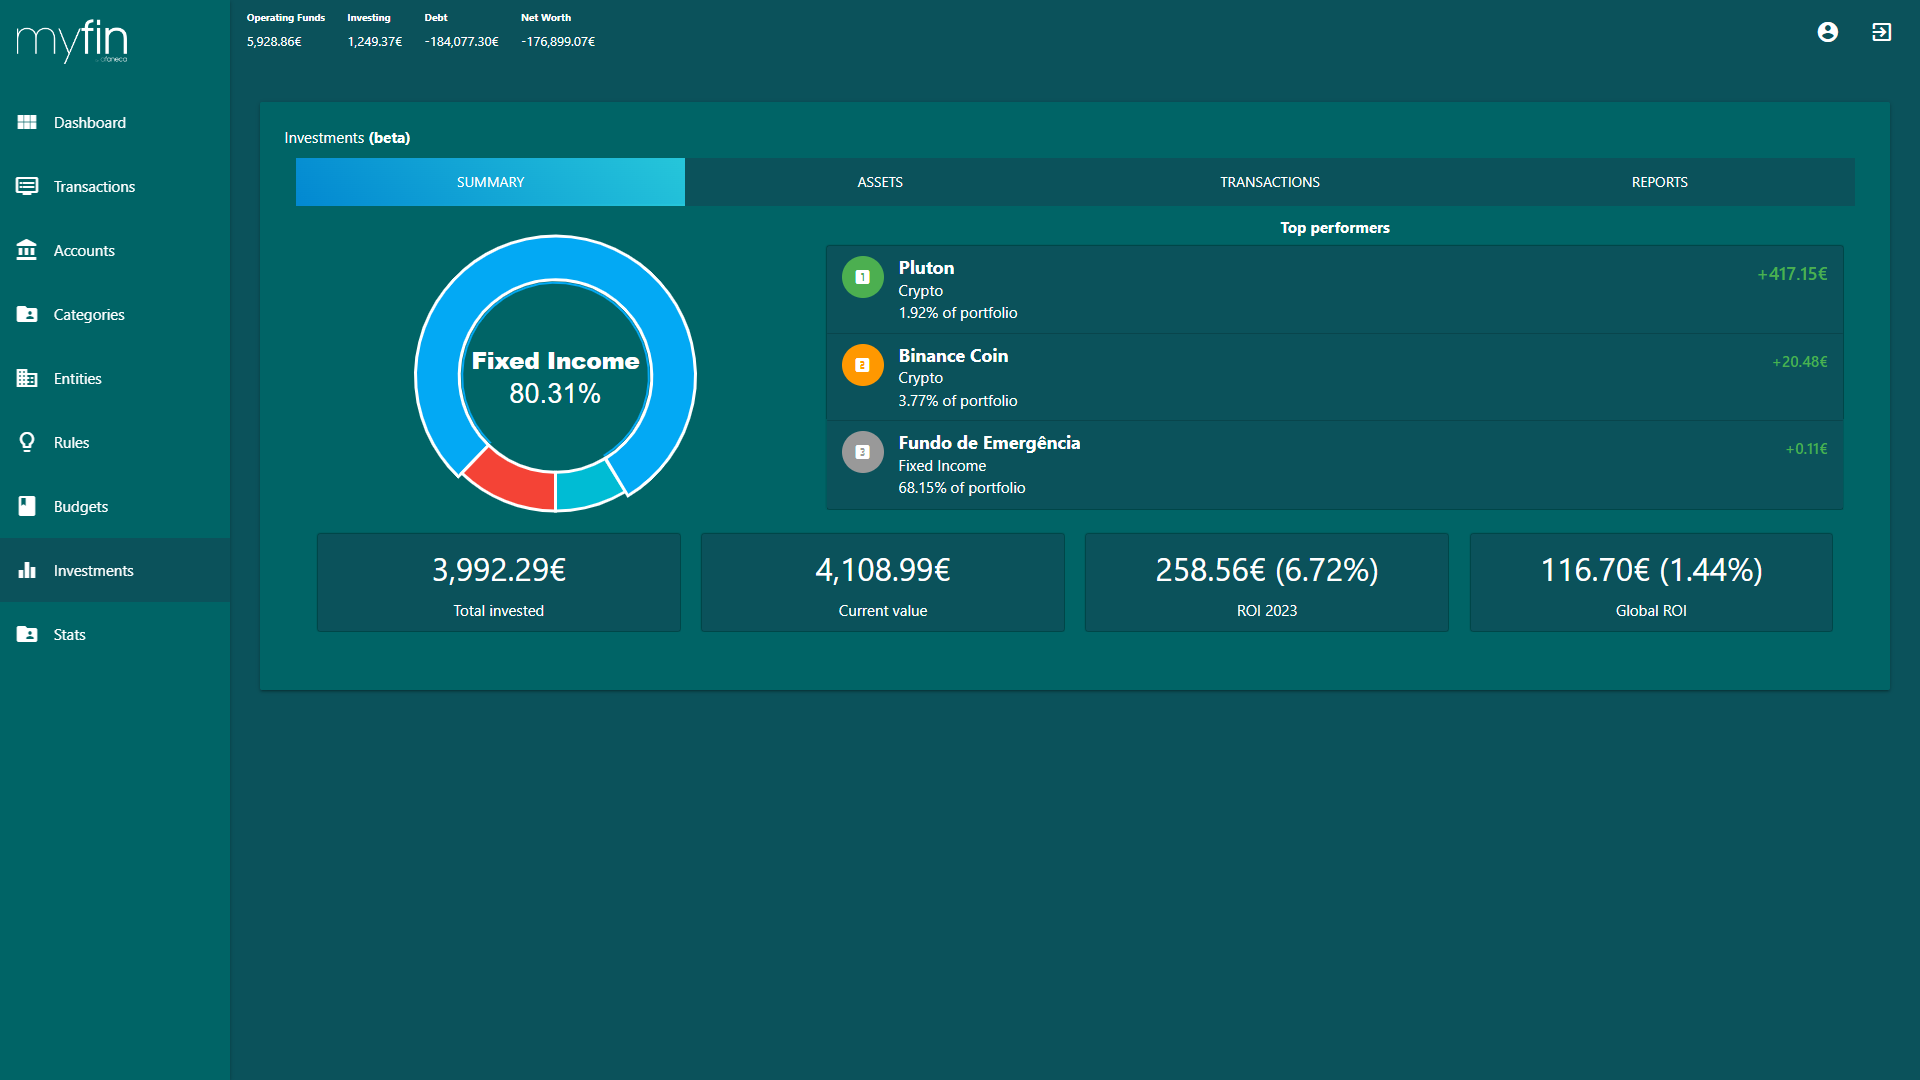 myfin
by afaneca
Operating Funds
5,928.86€
Investing
1,249.37€
Debt
-184,077.30€
Net Worth
-176,899.07€
Dashboard
Transactions
Accounts
Categories
Entities
Rules
Budgets
Investments
Stats
Investments (beta)
SUMMARY
ASSETS
TRANSACTIONS
REPORTS
Fixed Income
80.31%
Top performers
1
Pluton
Crypto
1.92% of portfolio
+417.15€
2
Binance Coin
Crypto
3.77% of portfolio
+20.48€
3
Fundo de Emergência
Fixed Income
68.15% of portfolio
+0.11€
3,992.29€
Total invested
4,108.99€
Current value
258.56€ (6.72%)
ROI 2023
116.70€ (1.44%)
Global ROI